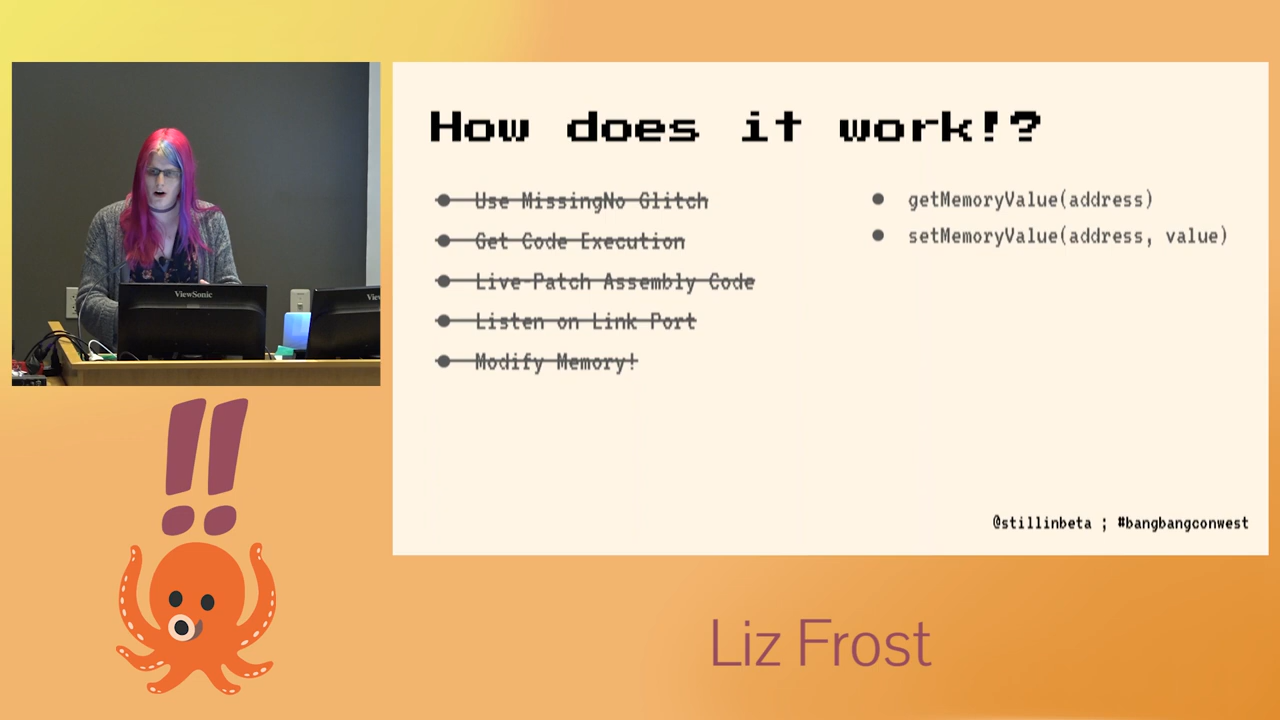 How does it work!?
Use MissingNo Glitch
Get Code Execution
Live-Patch Assembly Code
Listen on Link Port
Modify Memory!
getMemoryValue(address)
setMemoryValue(address, value)
@stillinbeta ; #bangbangconwest
ViewSonic
View
!!
Liz Frost